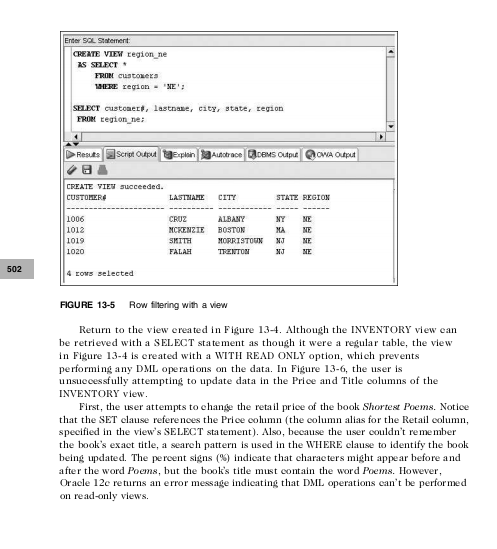 Enter SQL Statement:
CREATE VIEW region_ne
AS SELECT *
FROM customers
WHERE region = 'NE';
SELECT customer#, lastname, city, state, region
FROM region_ne;
Results Script Output Explain Autotrace DBMS Output OWA Output
CREATE VIEW succeeded.
CUSTOMER# LASTNAME CITY STATE REGION
---------------------- ---------- ------------ ----- ------
1006 CRUZ ALBANY NY NE
1012 MCKENZIE BOSTON MA NE
1019 SMITH MORRISTOWN NJ NE
1020 FALAH TRENTON NJ NE
4 rows selected
502
FIGURE 13-5 Row filtering with a view
Return to the view created in Figure 13-4. Although the INVENTORY view can
be retrieved with a SELECT statement as though it were a regular table, the view
in Figure 13-4 is created with a WITH READ ONLY option, which prevents
performing any DML operations on the data. In Figure 13-6, the user is
unsuccessfully attempting to update data in the Price and Title columns of the
INVENTORY view.
First, the user attempts to change the retail price of the book Shortest Poems. Notice
that the SET clause references the Price column (the column alias for the Retail column,
specified in the view's SELECT statement). Also, because the user couldn't remember
the book's exact title, a search pattern is used in the WHERE clause to identify the book
being updated. The percent signs (%) indicate that characters might appear before and
after the word Poems, but the book's title must contain the word Poems. However,
Oracle 12c returns an error message indicating that DML operations can't be performed
on read-only views.